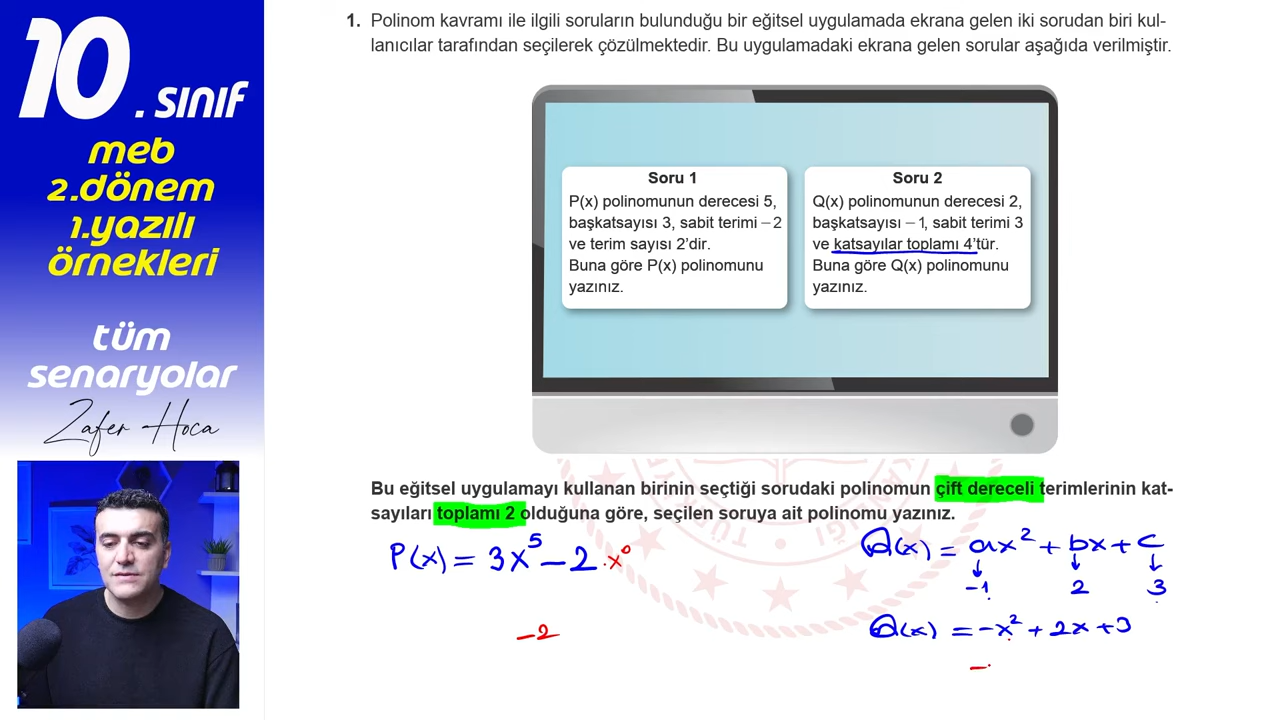 10. SINIF
meb
2.dönem
1.yazılı
örnekleri
tüm
senaryolar
Zafer Hoca
1. Polinom kavramı ile ilgili soruların bulunduğu bir eğitsel uygulamada ekrana gelen iki sorudan biri kul-
lanıcılar tarafından seçilerek çözülmektedir. Bu uygulamadaki ekrana gelen sorular aşağıda verilmiştir.
Soru 1
P(x) polinomunun derecesi 5,
başkatsayısı 3, sabit terimi −2
ve terim sayısı 2’dir.
Buna göre P(x) polinomunu
yazınız.
Soru 2
Q(x) polinomunun derecesi 2,
başkatsayısı −1, sabit terimi 3
ve katsayılar toplamı 4’tür.
Buna göre Q(x) polinomunu
yazınız.
Bu eğitsel uygulamayı kullanan birinin seçtiği sorudaki polinomun çift dereceli terimlerinin kat-
sayıları toplamı 2 olduğuna göre, seçilen soruya ait polinomu yazınız.
P(x) = 3x⁵ − 2 .x⁰
−2
Q(x) = ax² + bx + c
−1 2 3
Q(x) = −x² + 2x + 3
−